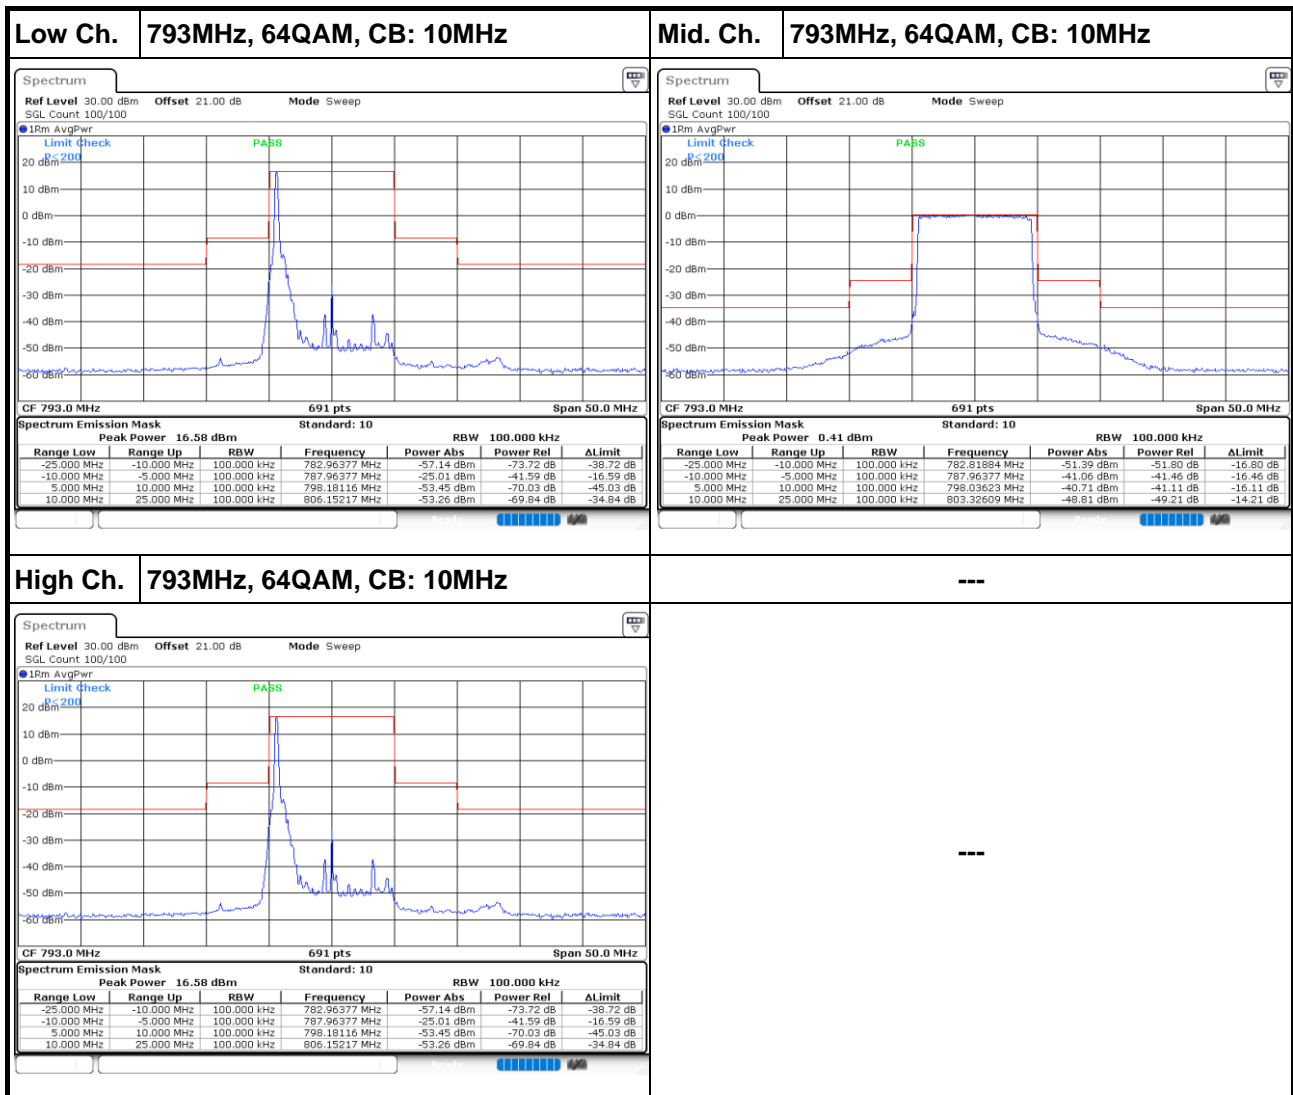 Low Ch. 793MHz, 64QAM, CB: 10MHz
Spectrum
Ref Level 30.00 dBm Offset 21.00 dB Mode Sweep
SGL Count 100/100
1Rm AvgPwr
Limit Check PASS
P<200
20 dBm
10 dBm
0 dBm
-10 dBm
-20 dBm
-30 dBm
-40 dBm
-50 dBm
-60 dBm
CF 793.0 MHz 691 pts Span 50.0 MHz
Spectrum Emission Mask Standard: 10
Peak Power 16.58 dBm RBW 100.000 kHz
Range Low Range Up RBW Frequency Power Abs Power Rel ΔLimit
-25.000 MHz -10.000 MHz 100.000 kHz 782.96377 MHz -57.14 dBm -73.72 dB -38.72 dB
-10.000 MHz -5.000 MHz 100.000 kHz 787.96377 MHz -25.01 dBm -41.59 dB -16.59 dB
5.000 MHz 10.000 MHz 100.000 kHz 798.18116 MHz -53.45 dBm -70.03 dB -45.03 dB
10.000 MHz 25.000 MHz 100.000 kHz 806.15217 MHz -53.26 dBm -69.84 dB -34.84 dB
Mid. Ch. 793MHz, 64QAM, CB: 10MHz
Spectrum
Ref Level 30.00 dBm Offset 21.00 dB Mode Sweep
SGL Count 100/100
1Rm AvgPwr
Limit Check PASS
P<200
20 dBm
10 dBm
0 dBm
-10 dBm
-20 dBm
-30 dBm
-40 dBm
-50 dBm
-60 dBm
CF 793.0 MHz 691 pts Span 50.0 MHz
Spectrum Emission Mask Standard: 10
Peak Power 0.41 dBm RBW 100.000 kHz
Range Low Range Up RBW Frequency Power Abs Power Rel ΔLimit
-25.000 MHz -10.000 MHz 100.000 kHz 782.81884 MHz -51.39 dBm -51.80 dB -16.80 dB
-10.000 MHz -5.000 MHz 100.000 kHz 787.96377 MHz -41.06 dBm -41.46 dB -16.46 dB
5.000 MHz 10.000 MHz 100.000 kHz 798.03623 MHz -40.71 dBm -41.11 dB -16.11 dB
10.000 MHz 25.000 MHz 100.000 kHz 803.32609 MHz -48.81 dBm -49.21 dB -14.21 dB
High Ch. 793MHz, 64QAM, CB: 10MHz
---
Spectrum
Ref Level 30.00 dBm Offset 21.00 dB Mode Sweep
SGL Count 100/100
1Rm AvgPwr
Limit Check PASS
P<200
20 dBm
10 dBm
0 dBm
-10 dBm
-20 dBm
-30 dBm
-40 dBm
-50 dBm
-60 dBm
CF 793.0 MHz 691 pts Span 50.0 MHz
Spectrum Emission Mask Standard: 10
Peak Power 16.58 dBm RBW 100.000 kHz
Range Low Range Up RBW Frequency Power Abs Power Rel ΔLimit
-25.000 MHz -10.000 MHz 100.000 kHz 782.96377 MHz -57.14 dBm -73.72 dB -38.72 dB
-10.000 MHz -5.000 MHz 100.000 kHz 787.96377 MHz -25.01 dBm -41.59 dB -16.59 dB
5.000 MHz 10.000 MHz 100.000 kHz 798.18116 MHz -53.45 dBm -70.03 dB -45.03 dB
10.000 MHz 25.000 MHz 100.000 kHz 806.15217 MHz -53.26 dBm -69.84 dB -34.84 dB
---